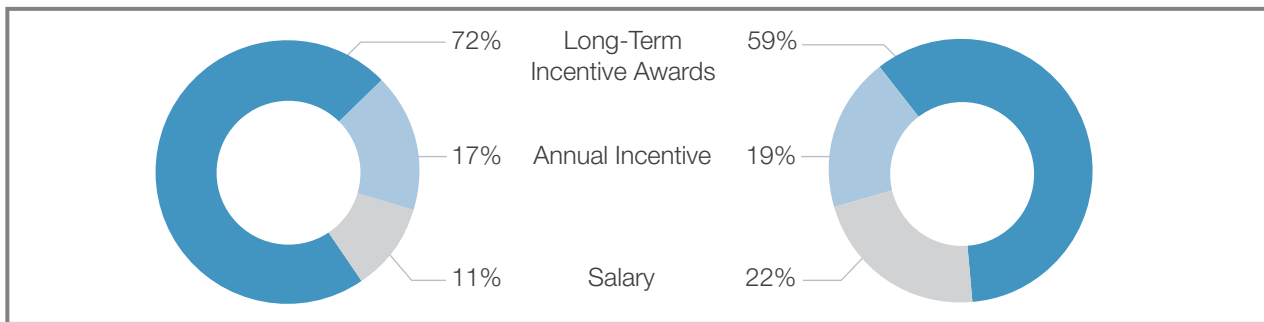 72% Long-Term 59%
Incentive Awards
17% Annual Incentive 19%
11% Salary 22%